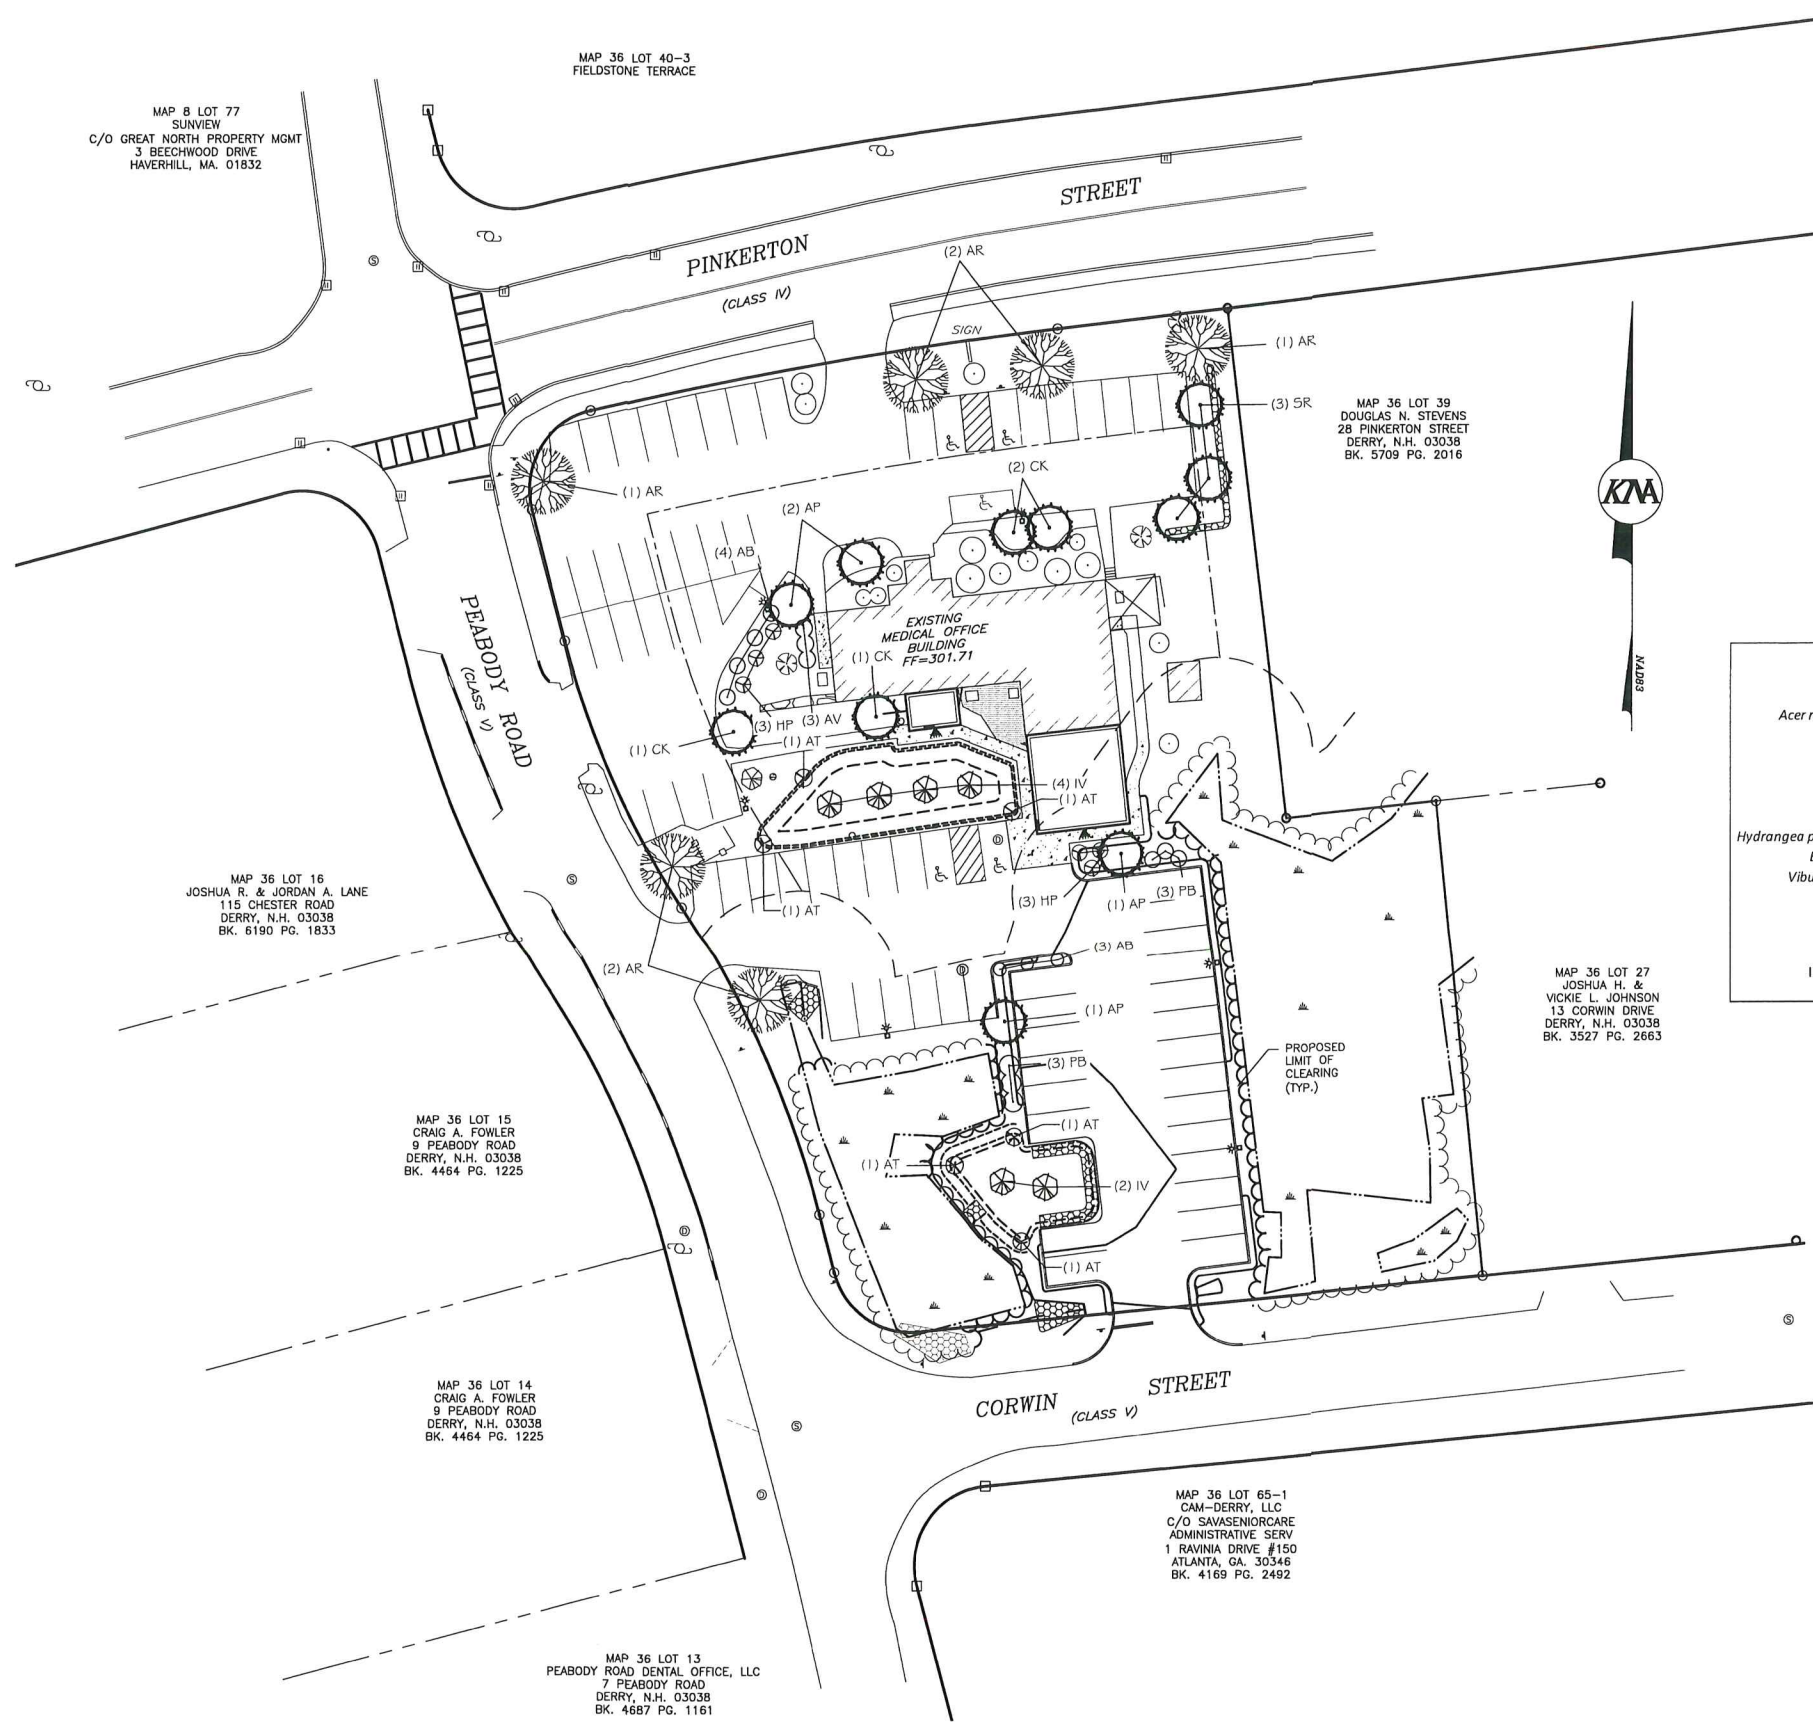 MAP 36 LOT 40-3
FIELDSTONE TERRACE
MAP 8 LOT 77
SUNVIEW
C/O GREAT NORTH PROPERTY MGMT
3 BEECHWOOD DRIVE
HAVERHILL, MA. 01832
PINKERTON STREET
(CLASS IV)
(2) AR
SIGN
(1) AR
(3) SR
MAP 36 LOT 39
DOUGLAS N. STEVENS
28 PINKERTON STREET
DERRY, N.H. 03038
BK. 5709 PG. 2016
KNA
NAD83
(1) AR
(2) CK
(2) AP
(4) AB
EXISTING
MEDICAL OFFICE
BUILDING
FF=301.71
(1) CK
PEABODY ROAD
(CLASS V)
(3) HP
(3) AV
(1) AT
(1) CK
(4) IV
(1) AT
Acer r
Hydrangea p
Vibu
MAP 36 LOT 16
JOSHUA R. & JORDAN A. LANE
115 CHESTER ROAD
DERRY, N.H. 03038
BK. 6190 PG. 1833
(1) AT
(3) HP
(1) AP
(3) PB
(3) AB
(2) AR
(1) AP
MAP 36 LOT 27
JOSHUA H. &
VICKIE L. JOHNSON
13 CORWIN DRIVE
DERRY, N.H. 03038
BK. 3527 PG. 2663
PROPOSED
LIMIT OF
CLEARING
(TYP.)
(3) PB
MAP 36 LOT 15
CRAIG A. FOWLER
9 PEABODY ROAD
DERRY, N.H. 03038
BK. 4464 PG. 1225
(1) AT
(1) AT
(2) IV
(1) AT
MAP 36 LOT 14
CRAIG A. FOWLER
9 PEABODY ROAD
DERRY, N.H. 03038
BK. 4464 PG. 1225
CORWIN STREET
(CLASS V)
MAP 36 LOT 65-1
CAM-DERRY, LLC
C/O SAVASENIORCARE
ADMINISTRATIVE SERV
1 RAVINIA DRIVE #150
ATLANTA, GA. 30346
BK. 4169 PG. 2492
MAP 36 LOT 13
PEABODY ROAD DENTAL OFFICE, LLC
7 PEABODY ROAD
DERRY, N.H. 03038
BK. 4687 PG. 1161